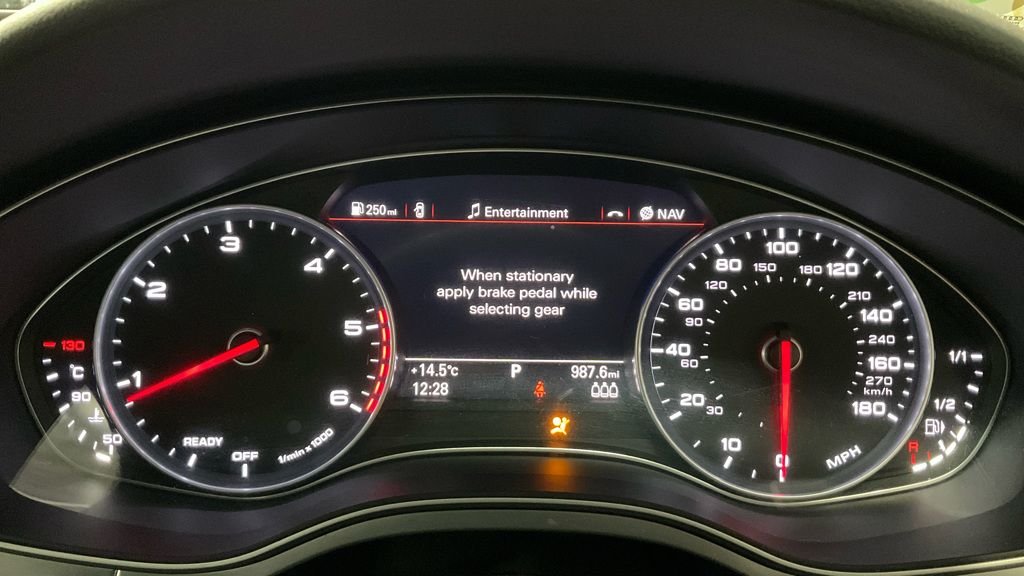 250mi
Entertainment
NAV
When stationary
apply brake pedal while
selecting gear
+14.5°C
P
987.6mi
12:28
130
°C
90
50
OFF
READY
1
2
3
4
5
6
1/min x 1000
0
10
20
40
60
80
100
120
140
160
180
MPH
30
60
90
120
150
180
210
240
270
km/h
1/1
1/2
R